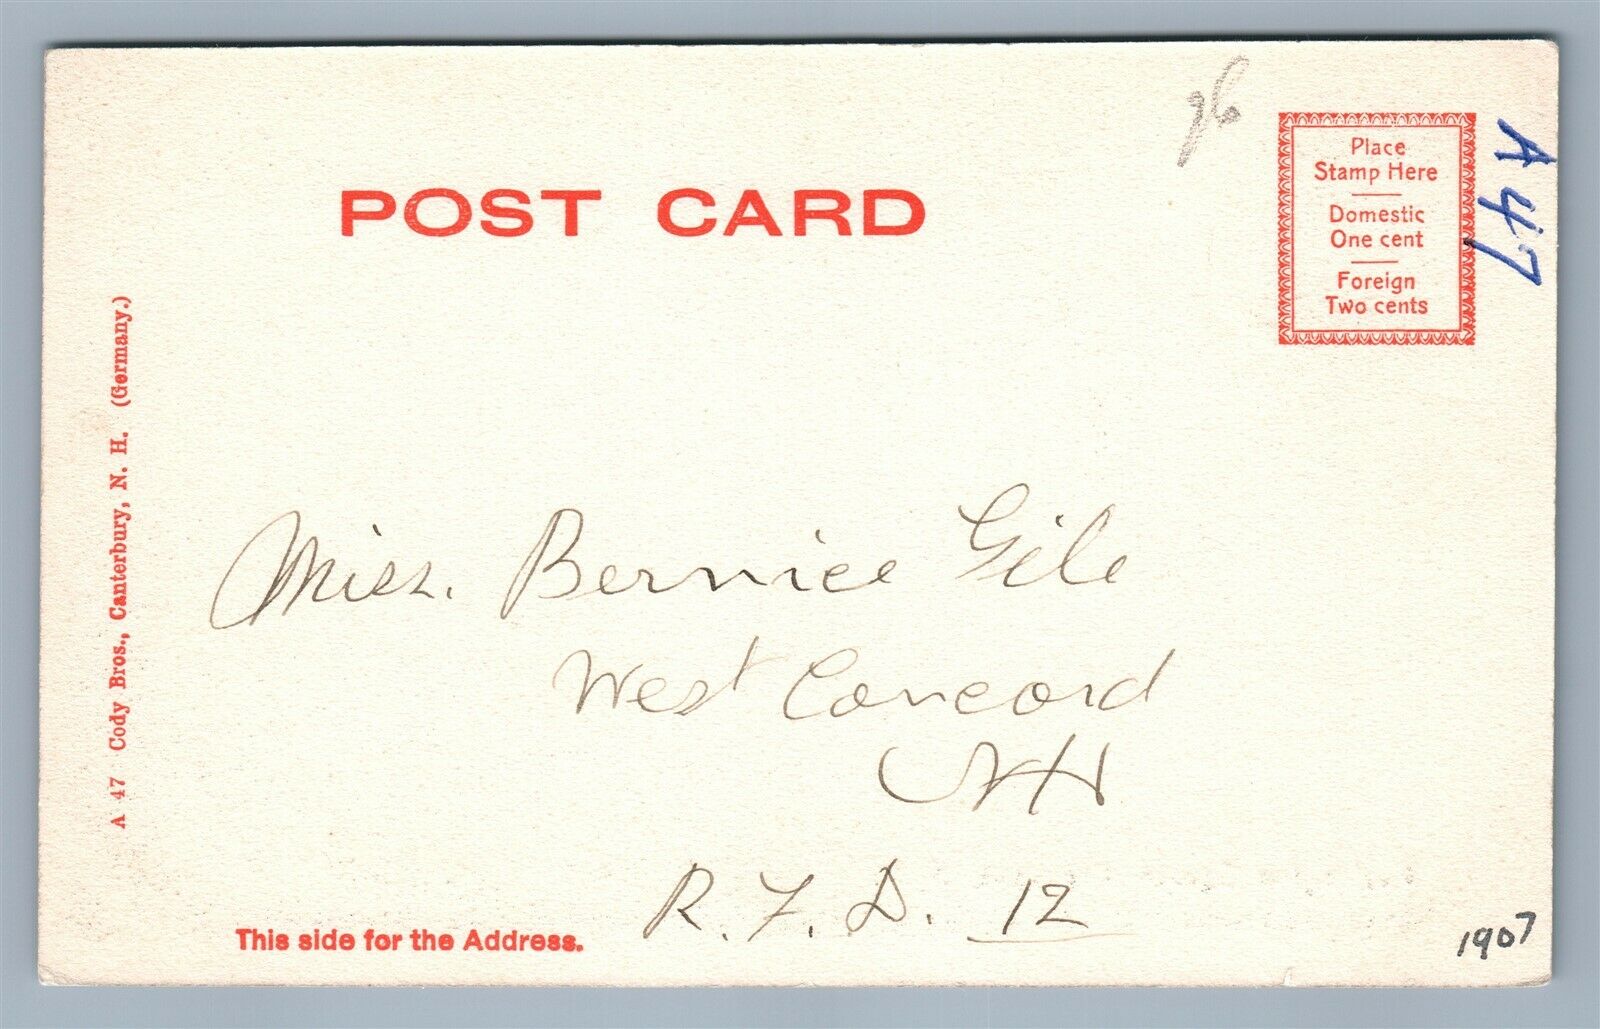 POST CARD
Place
Stamp Here
Domestic
One cent
Foreign
Two cents
A 47
A 47 Cody Bros., Canterbury, N. H. (Germany.)
Miss. Bernice Gile
West Concord
NH
R. F. D. 12
This side for the Address.
1907